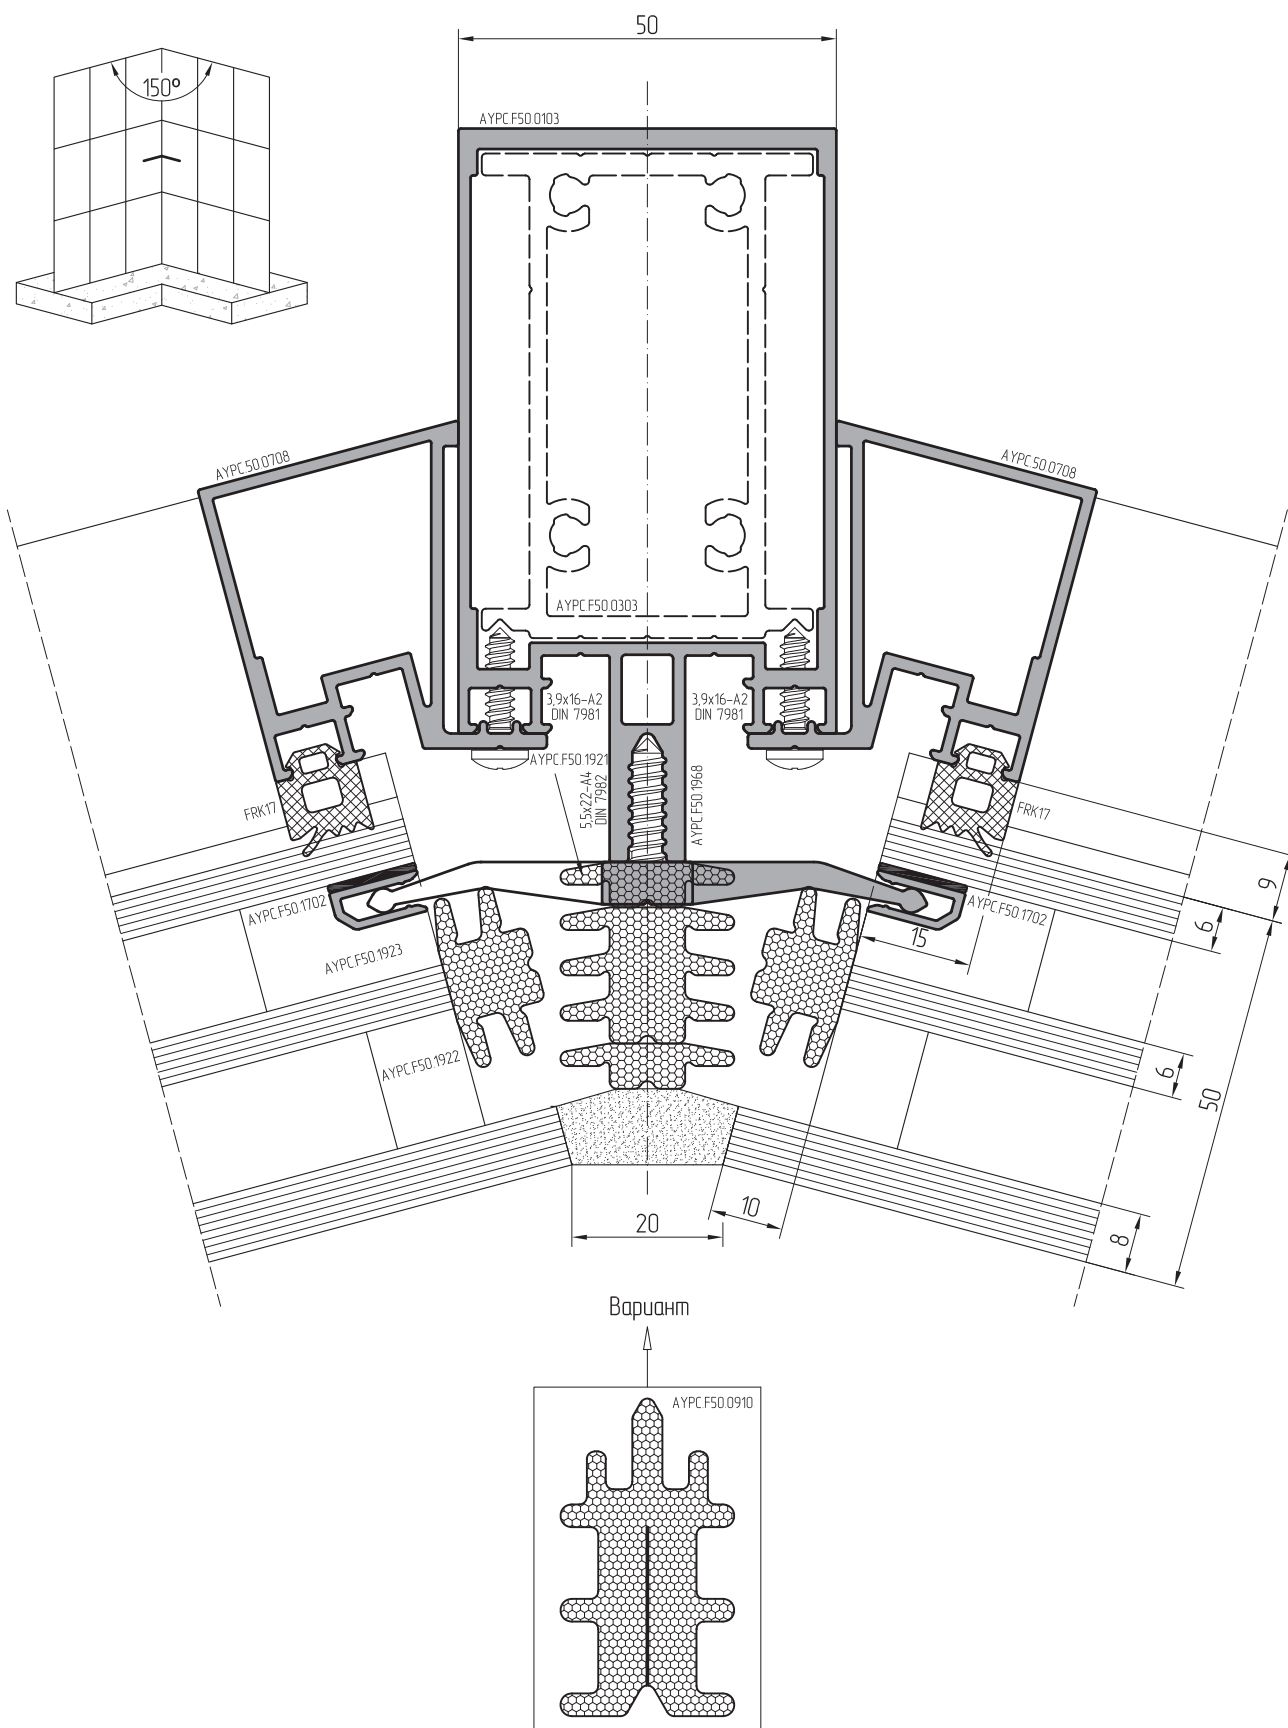 50
150°
AYPC.F50.0103
AYPC.50.0708
AYPC.50.0708
AYPC.F50.0303
3,9x16-A2
DIN 7981
3,9x16-A2
DIN 7981
AYPC.F50.1921
5,5x22-A4
DIN 7982
AYPC.F50.1968
FRK17
FRK17
9
AYPC.F50.1702
AYPC.F50.1702
6
15
AYPC.F50.1923
AYPC.F50.1922
6
50
10
20
8
Вариант
AYPC.F50.0910